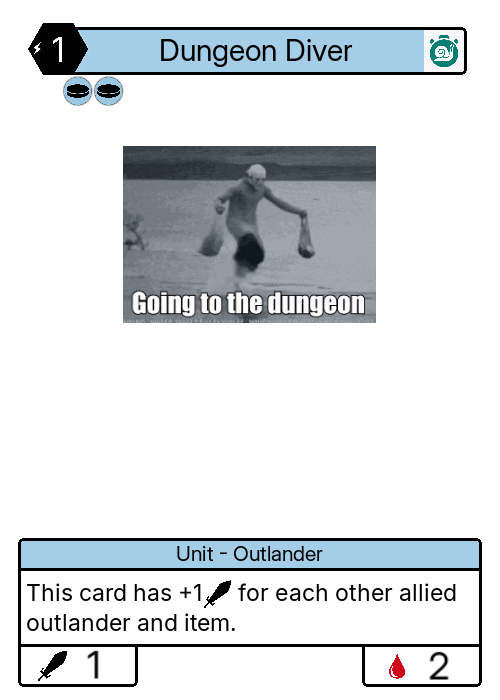 1 Dungeon Diver
Going to the dungeon
Unit - Outlander
This card has +1 for each other allied
outlander and item.
1 2